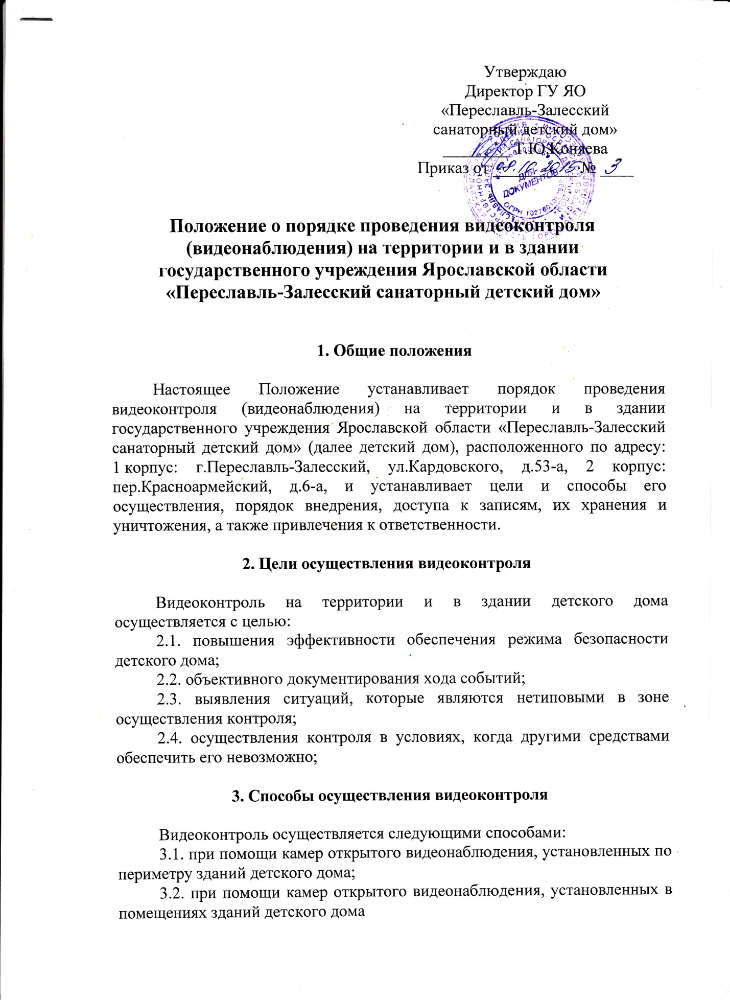 Утверждаю
Директор ГУ ЯО
«Переславль-Залесский
санаторный детский дом»
________ Т.Ю.Коняева
Приказ от 08.10.2015 № 3
ДЛЯ
ДОКУМЕНТОВ
Положение о порядке проведения видеоконтроля
(видеонаблюдения) на территории и в здании
государственного учреждения Ярославской области
«Переславль-Залесский санаторный детский дом»
1. Общие положения
Настоящее Положение устанавливает порядок проведения
видеоконтроля (видеонаблюдения) на территории и в здании
государственного учреждения Ярославской области «Переславль-Залесский
санаторный детский дом» (далее детский дом), расположенного по адресу:
1 корпус: г.Переславль-Залесский, ул.Кардовского, д.53-а, 2 корпус:
пер.Красноармейский, д.6-а, и устанавливает цели и способы его
осуществления, порядок внедрения, доступа к записям, их хранения и
уничтожения, а также привлечения к ответственности.
2. Цели осуществления видеоконтроля
Видеоконтроль на территории и в здании детского дома
осуществляется с целью:
2.1. повышения эффективности обеспечения режима безопасности
детского дома;
2.2. объективного документирования хода событий;
2.3. выявления ситуаций, которые являются нетиповыми в зоне
осуществления контроля;
2.4. осуществления контроля в условиях, когда другими средствами
обеспечить его невозможно;
3. Способы осуществления видеоконтроля
Видеоконтроль осуществляется следующими способами:
3.1. при помощи камер открытого видеонаблюдения, установленных по
периметру зданий детского дома;
3.2. при помощи камер открытого видеонаблюдения, установленных в
помещениях зданий детского дома